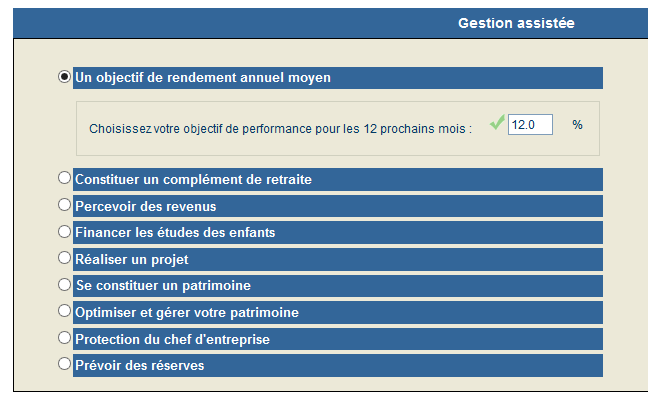 Gestion assistée
Un objectif de rendement annuel moyen
Choisissez votre objectif de performance pour les 12 prochains mois : 12.0 %
Constituer un complément de retraite
Percevoir des revenus
Financer les études des enfants
Réaliser un projet
Se constituer un patrimoine
Optimiser et gérer votre patrimoine
Protection du chef d'entreprise
Prévoir des réserves